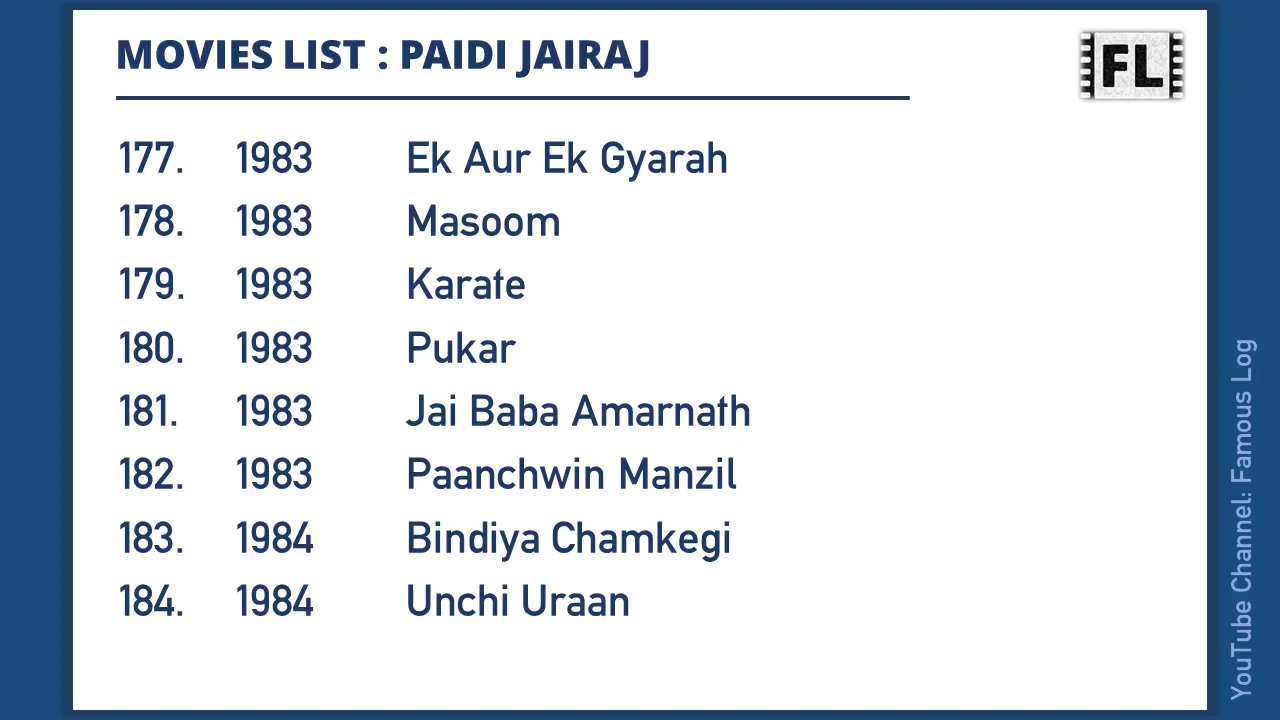 MOVIES LIST : PAIDI JAIRAJ
FL
177. 1983 Ek Aur Ek Gyarah
178. 1983 Masoom
179. 1983 Karate
180. 1983 Pukar
181. 1983 Jai Baba Amarnath
182. 1983 Paanchwin Manzil
183. 1984 Bindiya Chamkegi
184. 1984 Unchi Uraan
YouTube Channel: Famous Log